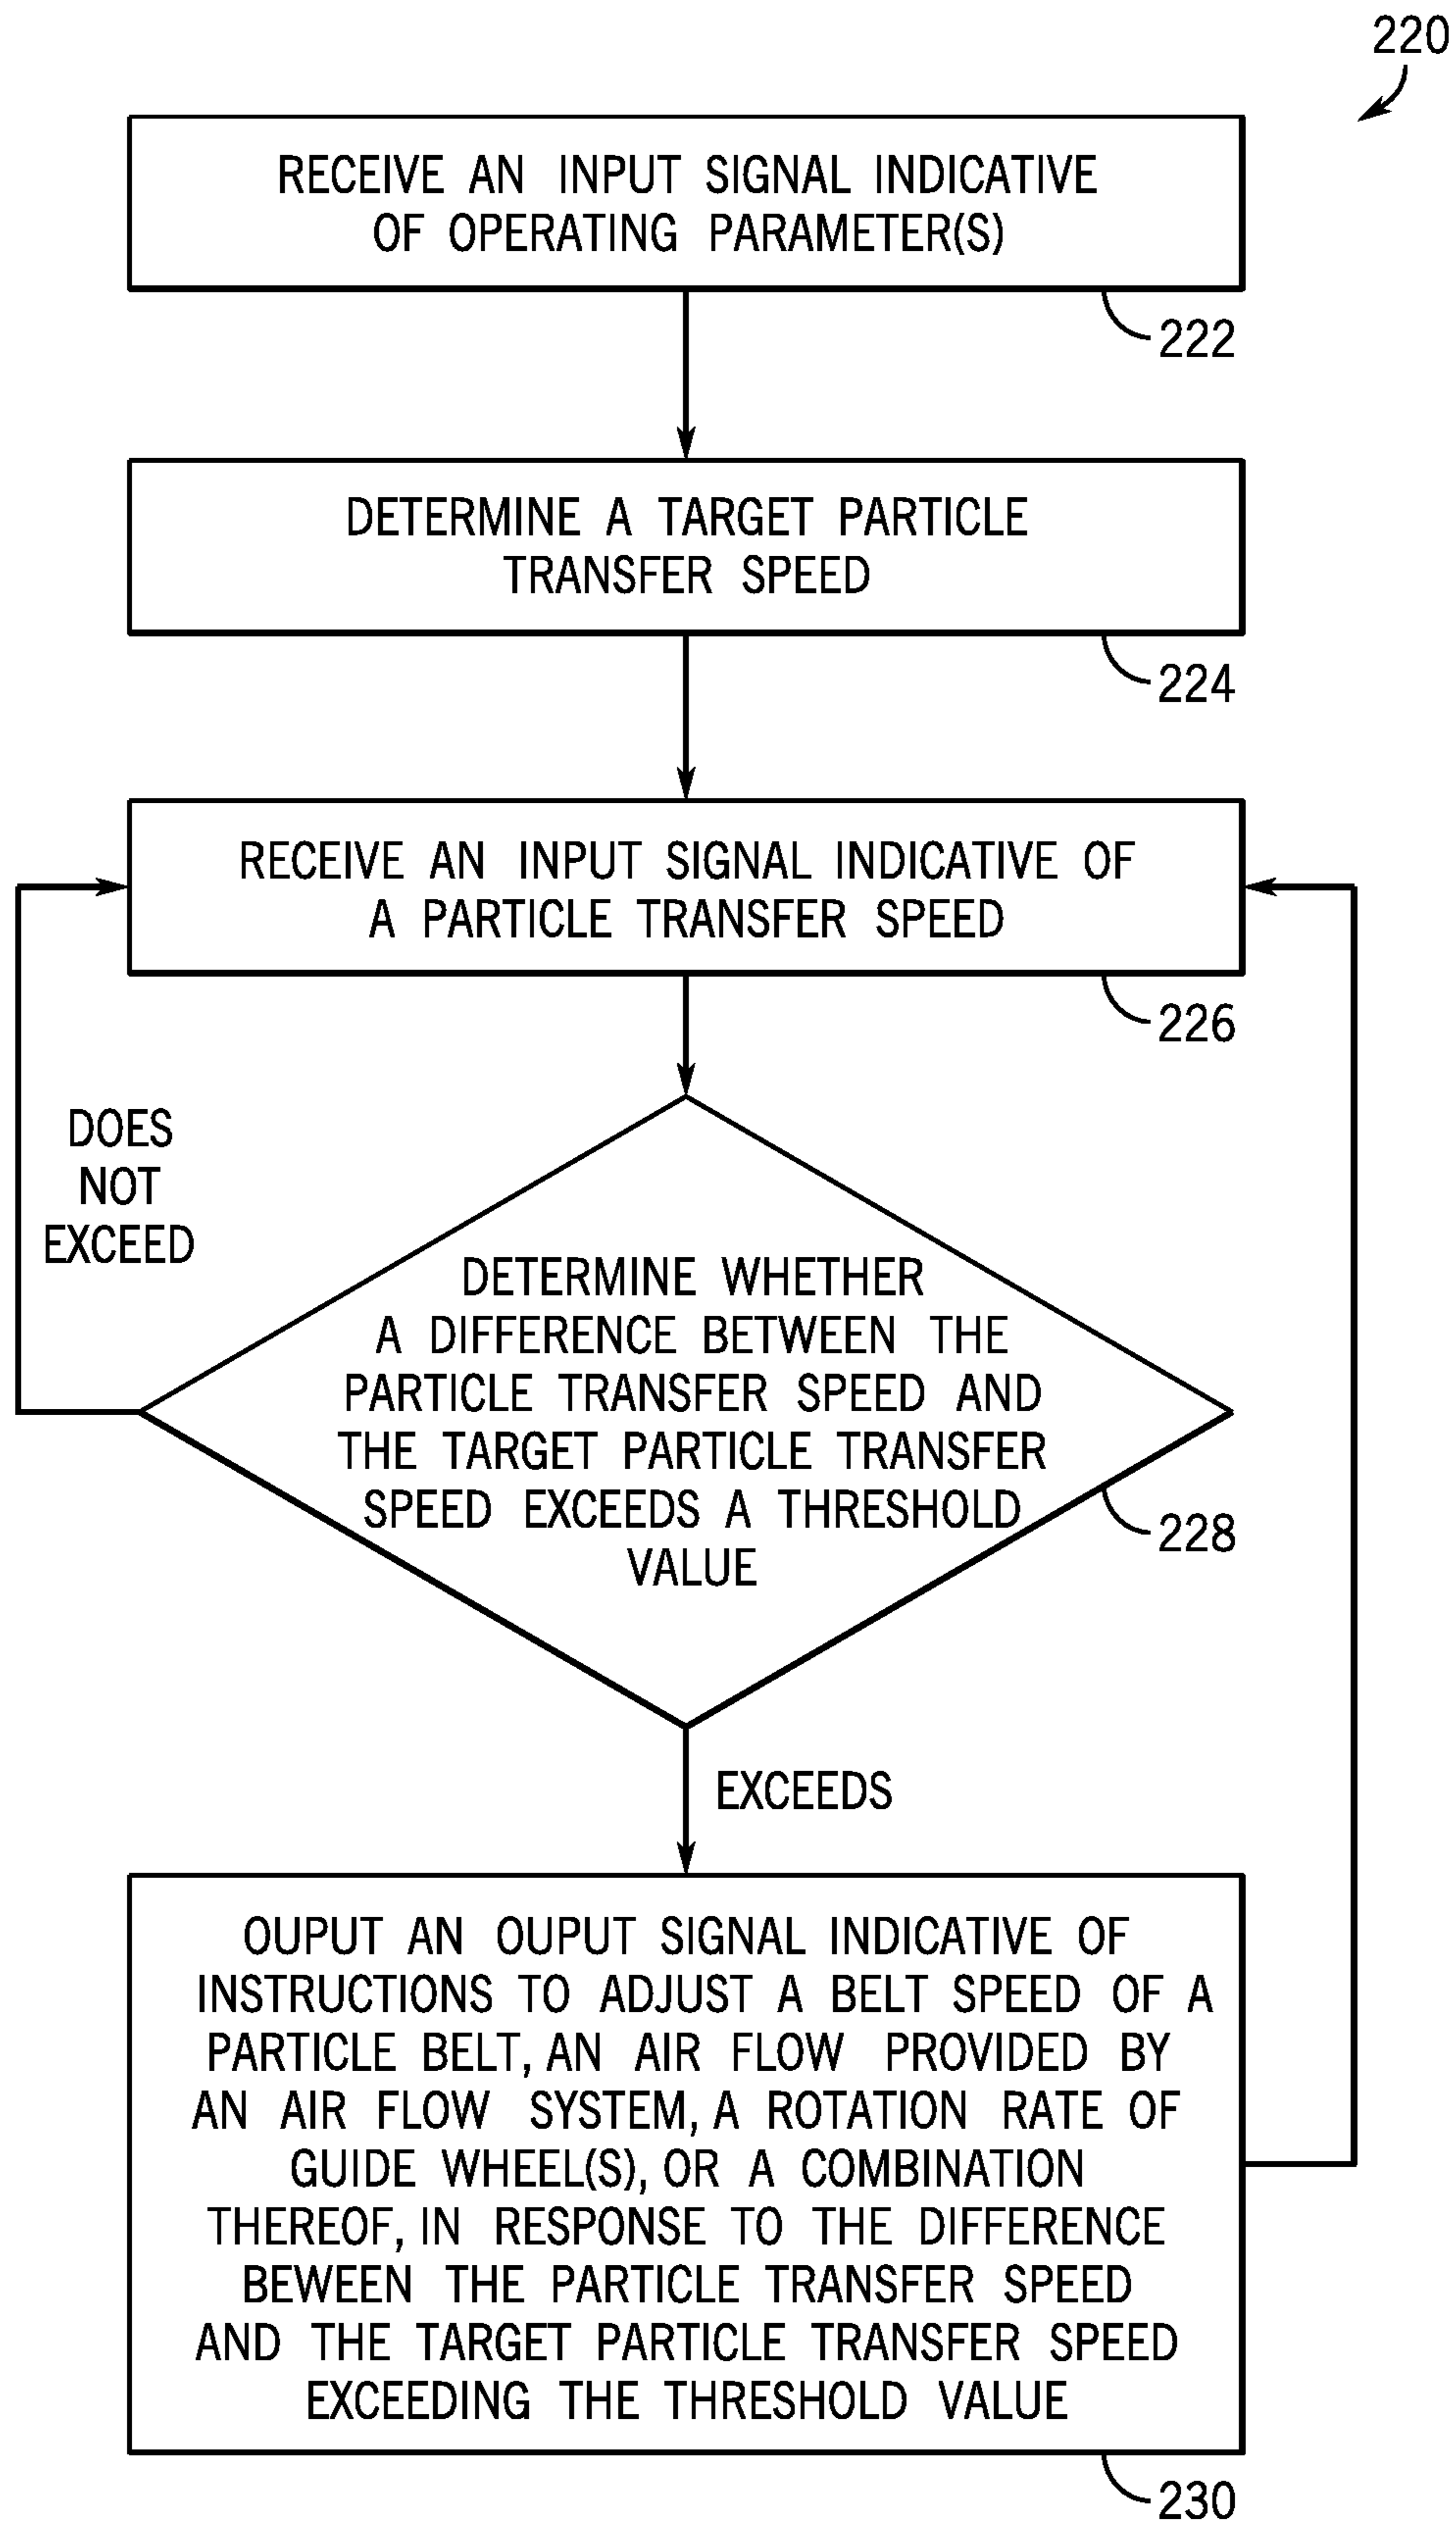 220
RECEIVE AN INPUT SIGNAL INDICATIVE
OF OPERATING PARAMETER(S)
222
DETERMINE A TARGET PARTICLE
TRANSFER SPEED
224
RECEIVE AN INPUT SIGNAL INDICATIVE OF
A PARTICLE TRANSFER SPEED
226
DOES
NOT
EXCEED
DETERMINE WHETHER
A DIFFERENCE BETWEEN THE
PARTICLE TRANSFER SPEED AND
THE TARGET PARTICLE TRANSFER
SPEED EXCEEDS A THRESHOLD
VALUE
228
EXCEEDS
OUPUT AN OUPUT SIGNAL INDICATIVE OF
INSTRUCTIONS TO ADJUST A BELT SPEED OF A
PARTICLE BELT, AN AIR FLOW PROVIDED BY
AN AIR FLOW SYSTEM, A ROTATION RATE OF
GUIDE WHEEL(S), OR A COMBINATION
THEREOF, IN RESPONSE TO THE DIFFERENCE
BEWEEN THE PARTICLE TRANSFER SPEED
AND THE TARGET PARTICLE TRANSFER SPEED
EXCEEDING THE THRESHOLD VALUE
230